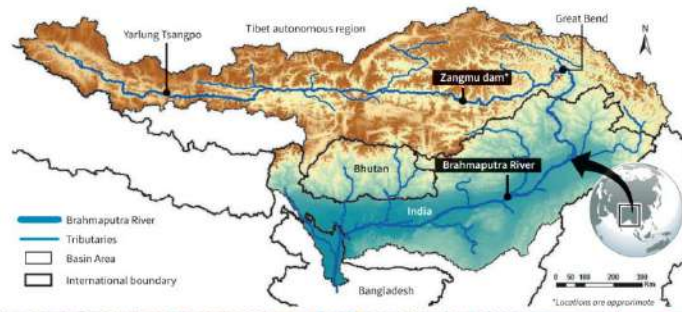 Great Bend
Yarlung Tsangpo
Tibet autonomous region
N
Zangmu dam*
Bhutan
Brahmaputra River
India
Brahmaputra River
Tributaries
Basin Area
International boundary
Bangladesh
0 50 100 200 300
Km
*Locations are approximate